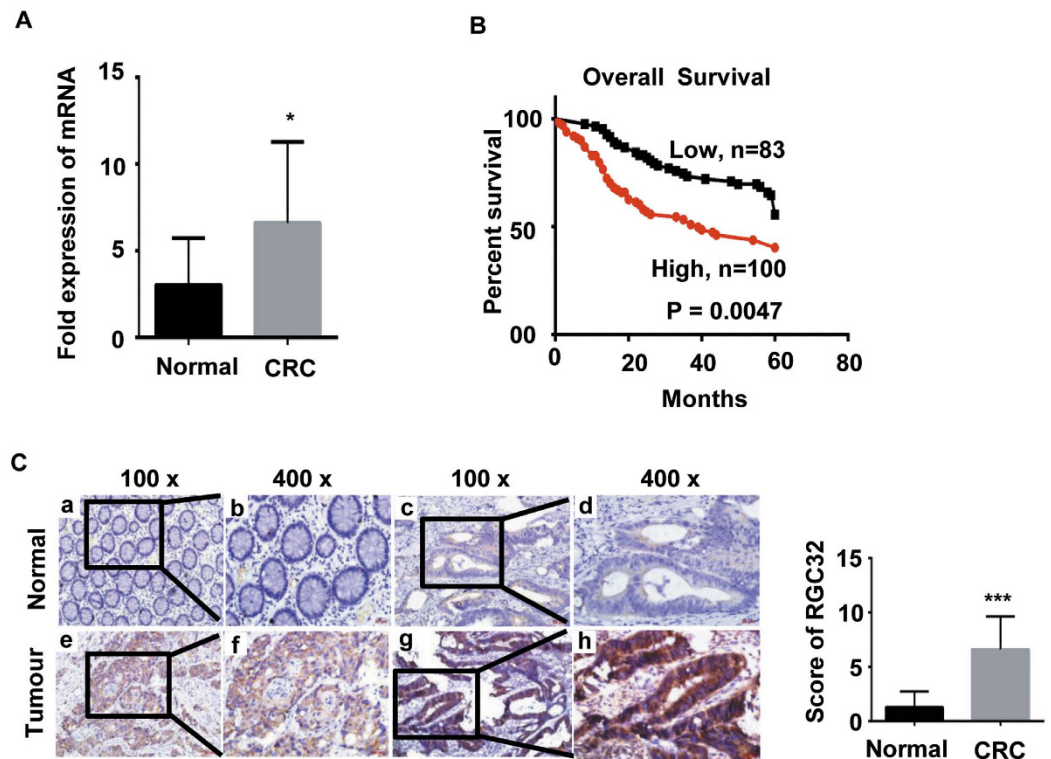 A
Fold expression of mRNA
15
10
5
0
*
Normal
CRC
B
Overall Survival
Percent survival
100
50
00
Low, n=83
High, n=100
P = 0.0047
0
20
40
60
80
Months
C
100 x
400 x
100 x
400 x
Normal
a
b
c
d
Tumour
e
f
g
h
Score of RGC32
15
10
5
0
***
Normal
CRC